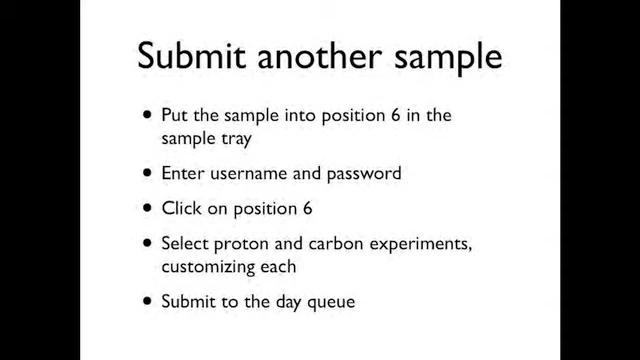 Submit another sample
• Put the sample into position 6 in the
sample tray
• Enter username and password
• Click on position 6
• Select proton and carbon experiments,
customizing each
• Submit to the day queue